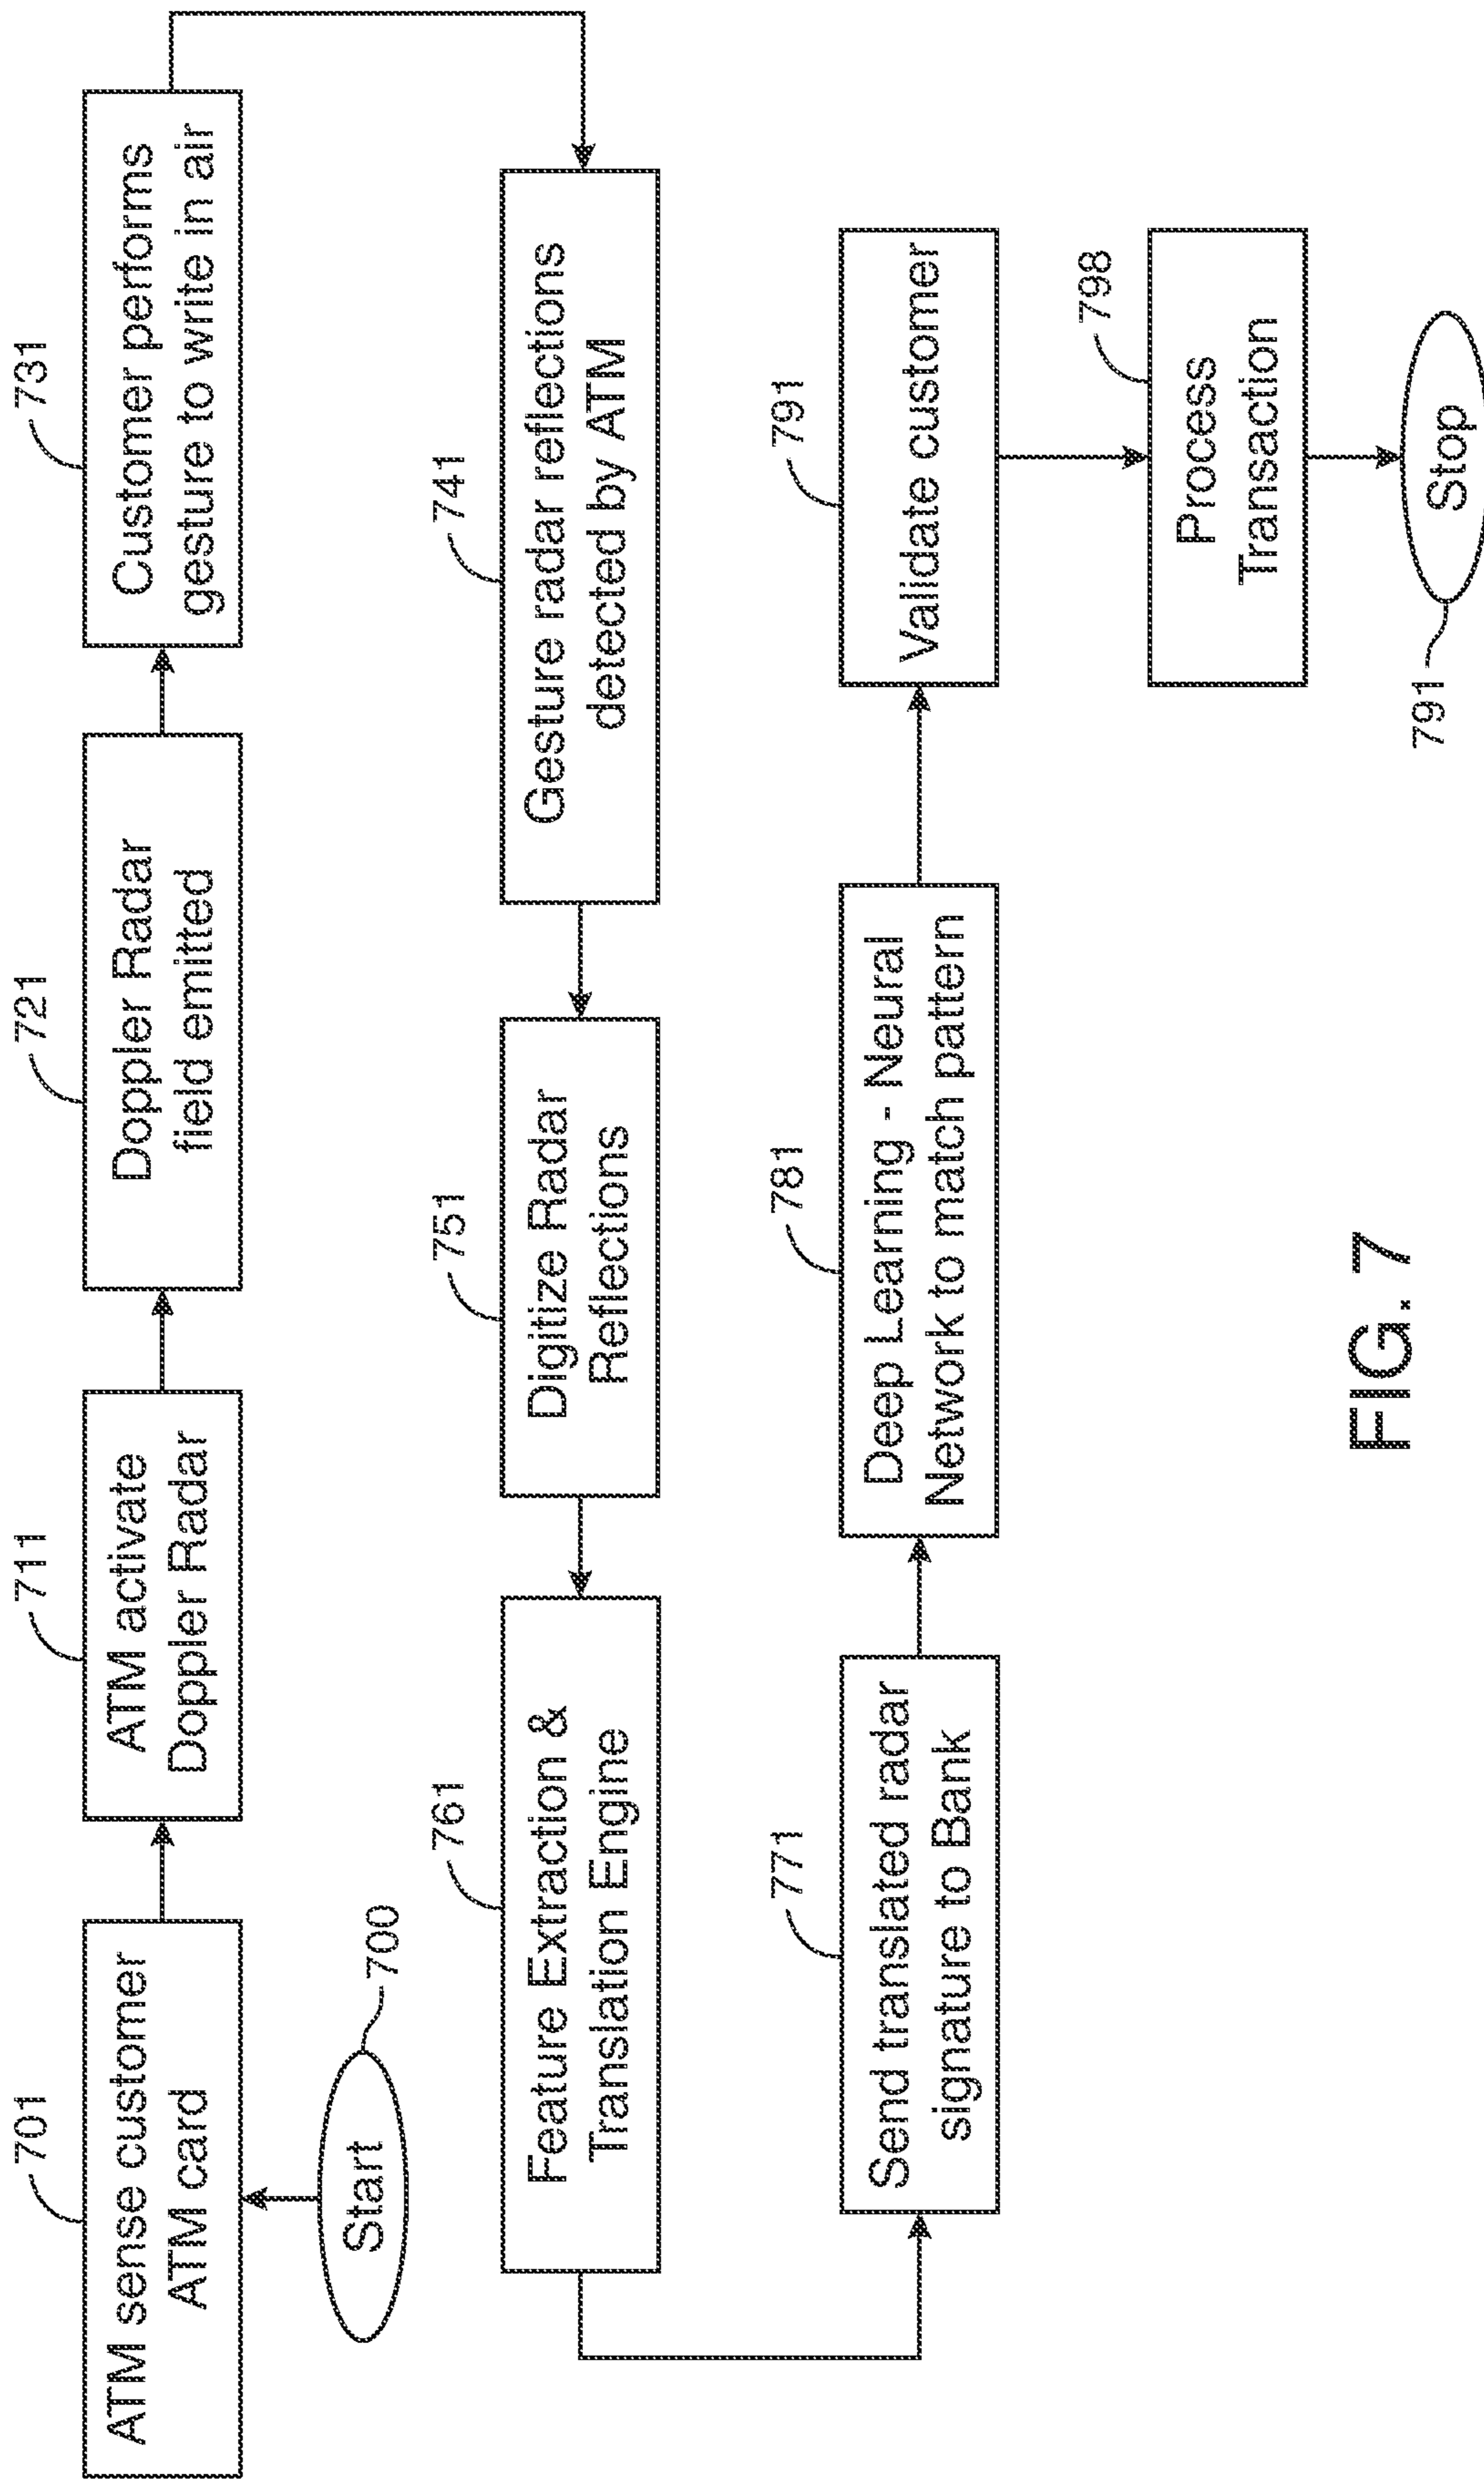 701
ATM sense customer
ATM card
Start
700
711
ATM activate
Doppler Radar
721
Doppler Radar
field emitted
731
Customer performs
gesture to write in air
741
Gesture radar reflections
detected by ATM
751
Digitize Radar
Reflections
761
Feature Extraction &
Translation Engine
771
Send translated radar
signature to Bank
781
Deep Learning - Neural
Network to match pattern
791
Validate customer
798
Process
Transaction
791
Stop
FIG. 7